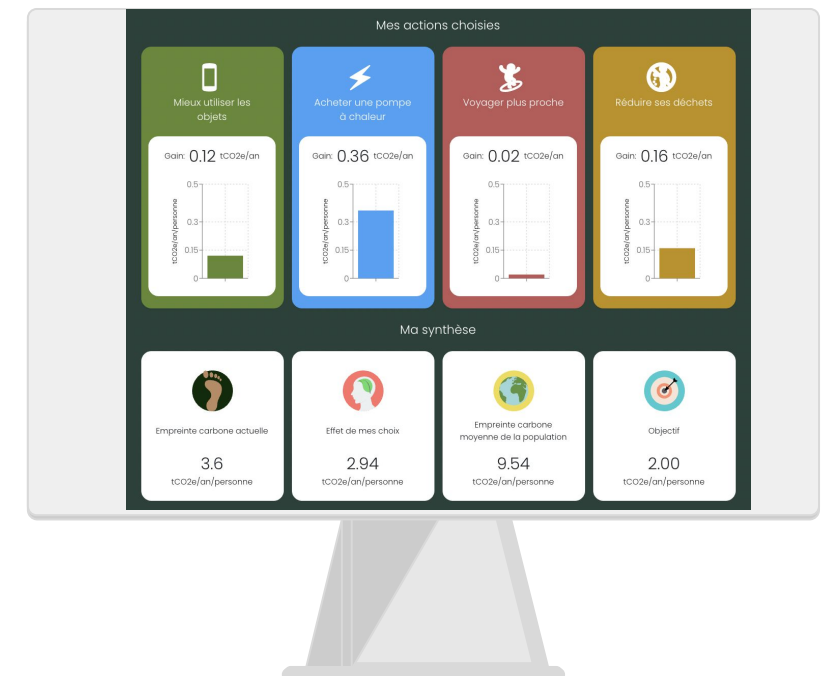 Mes actions choisies
Mieux utiliser les
objets
Gain: 0.12 tCO2e/an
0.5
0.3
0.15
0
tCO2e/an/personne
Acheter une pompe
à chaleur
Gain: 0.36 tCO2e/an
0.5
0.3
0.15
0
tCO2e/an/personne
Voyager plus proche
Gain: 0.02 tCO2e/an
0.5
0.3
0.15
0
tCO2e/an/personne
Réduire ses déchets
Gain: 0.16 tCO2e/an
0.5
0.3
0.15
0
tCO2e/an/personne
Ma synthèse
Empreinte carbone actuelle
3.6
tCO2e/an/personne
Effet de mes choix
2.94
tCO2e/an/personne
Empreinte carbone
moyenne de la population
9.54
tCO2e/an/personne
Objectif
2.00
tCO2e/an/personne